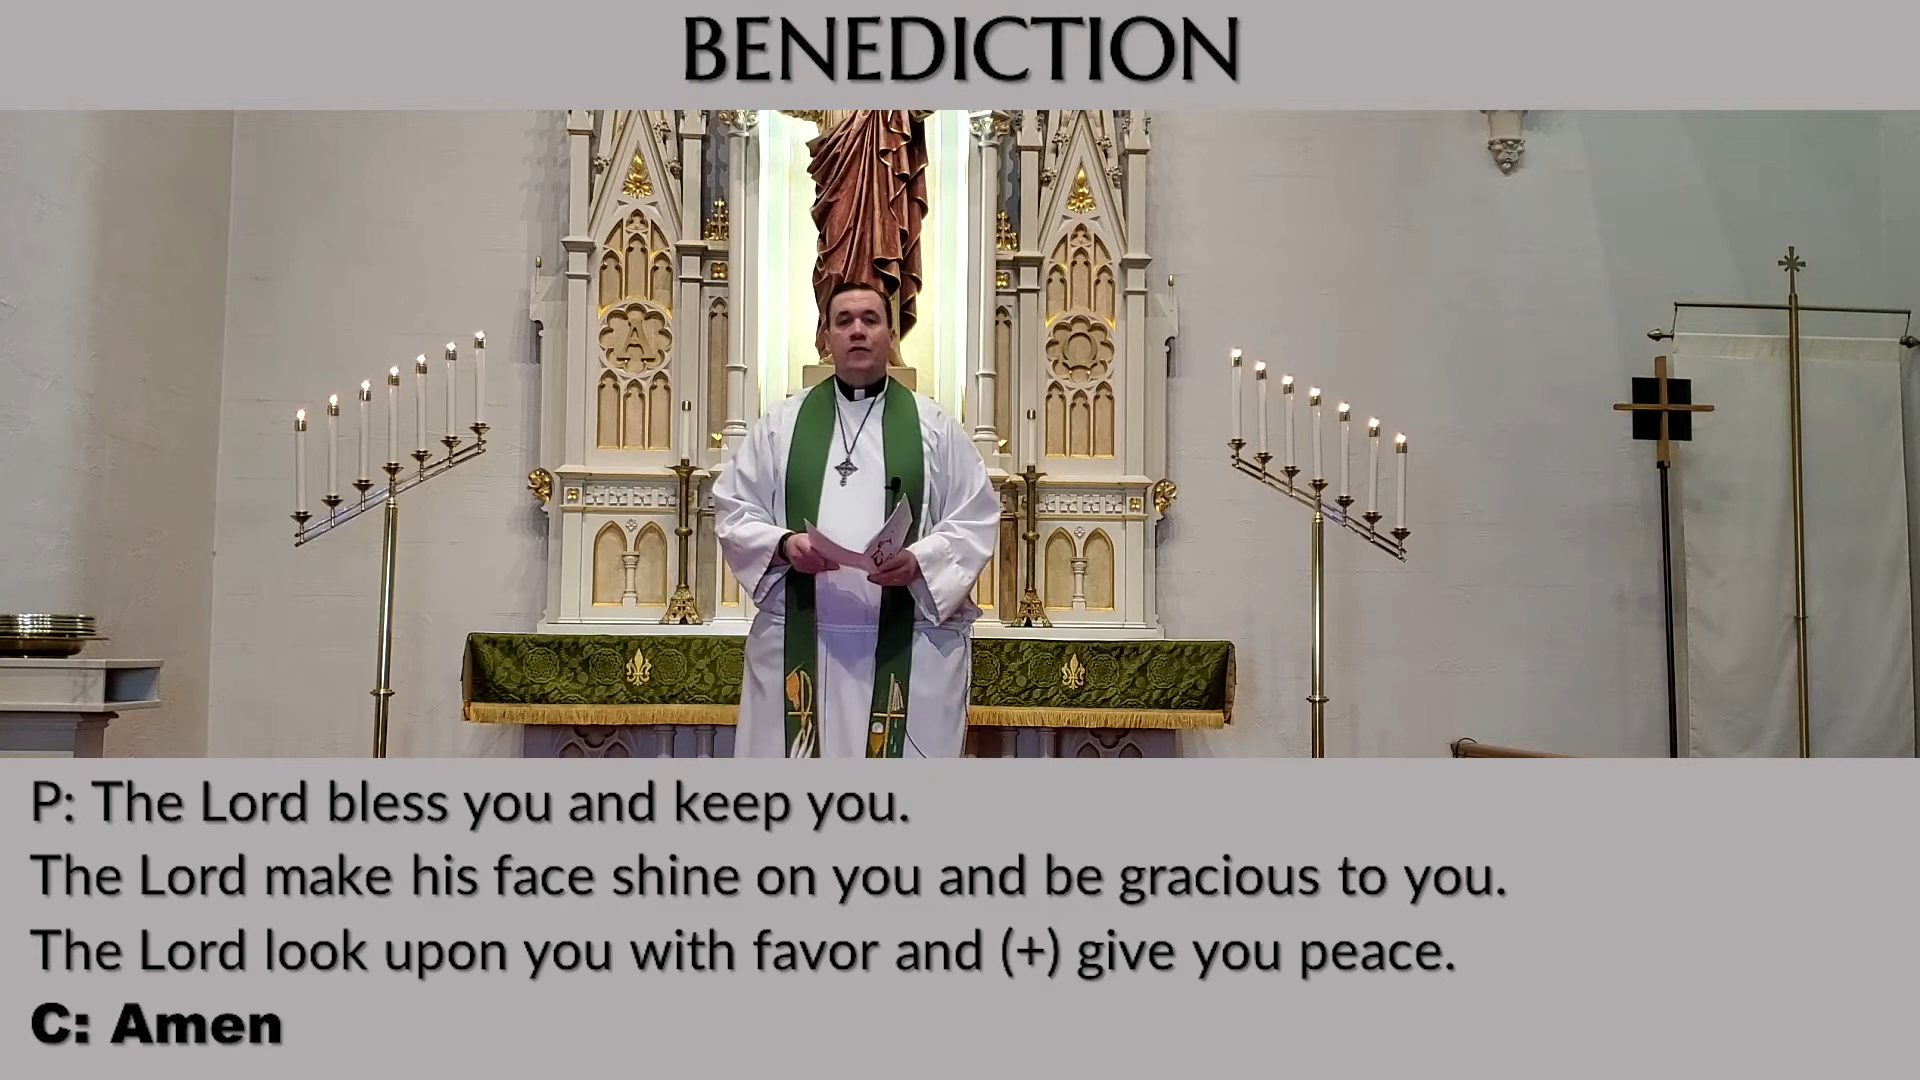 BENEDICTION
A
P: The Lord bless you and keep you.
The Lord make his face shine on you and be gracious to you.
The Lord look upon you with favor and (+) give you peace.
C: Amen